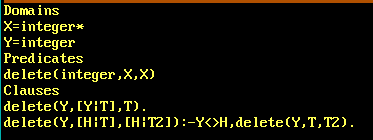 Domains
X=integer*
Y=integer
Predicates
delete(integer,X,X)
Clauses
delete(Y,[Y|T],T).
delete(Y,[H|T],[H|T2]):-Y<>H,delete(Y,T,T2).